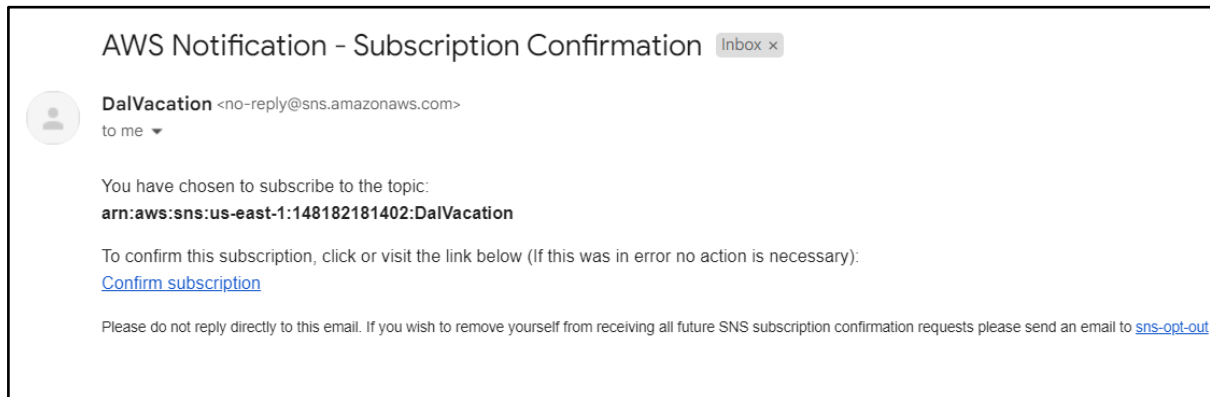 AWS Notification - Subscription Confirmation Inbox ×
DalVacation <no-reply@sns.amazonaws.com>
to me
You have chosen to subscribe to the topic:
arn:aws:sns:us-east-1:148182181402:DalVacation
To confirm this subscription, click or visit the link below (If this was in error no action is necessary):
Confirm subscription
Please do not reply directly to this email. If you wish to remove yourself from receiving all future SNS subscription confirmation requests please send an email to sns-opt-out